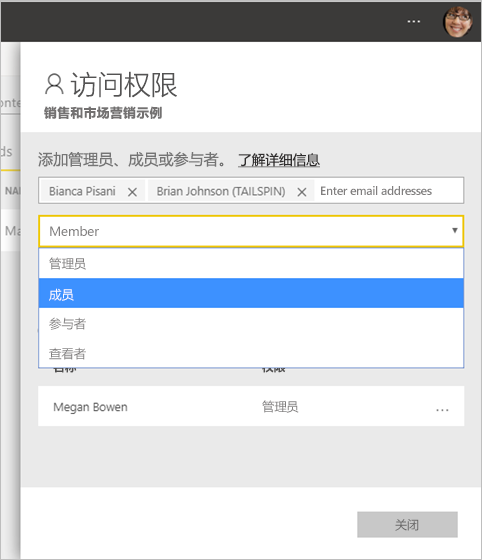 ...
访问权限
销售和市场营销示例
onte
添加管理员、成员或参与者。 了解详细信息
ds
Bianca Pisani × Brian Johnson (TAILSPIN) × Enter email addresses
NAI
Ma
Member
管理员
成员
参与者
查看者
名称 权限
Megan Bowen 管理员 ...
关闭